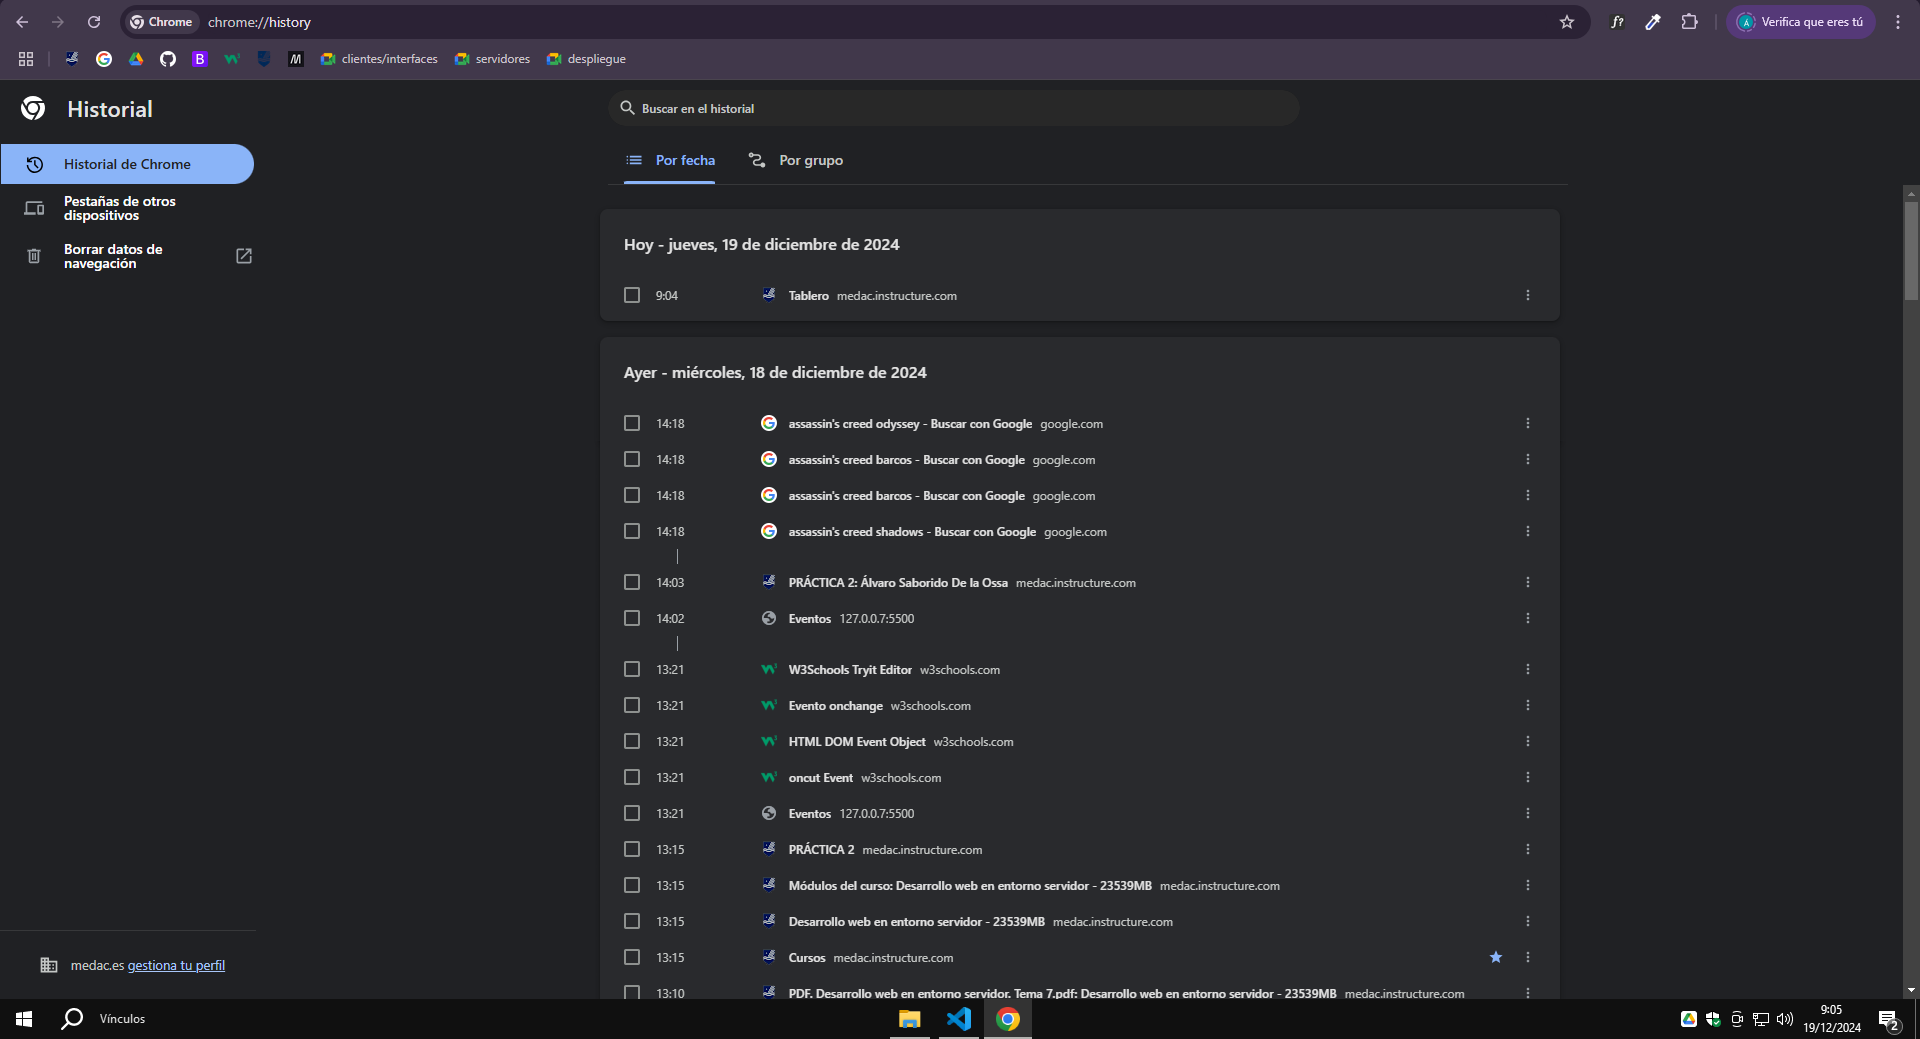 Chrome
chrome://history
Verifica que eres tú
clientes/interfaces
servidores
despliegue
Historial
Buscar en el historial
Historial de Chrome
Por fecha
Por grupo
Pestañas de otros
dispositivos
Borrar datos de
navegación
Hoy - jueves, 19 de diciembre de 2024
9:04 Tablero medac.instructure.com
Ayer - miércoles, 18 de diciembre de 2024
14:18 assassin's creed odyssey - Buscar con Google google.com
14:18 assassin's creed barcos - Buscar con Google google.com
14:18 assassin's creed barcos - Buscar con Google google.com
14:18 assassin's creed shadows - Buscar con Google google.com
14:03 PRÁCTICA 2: Álvaro Saborido De la Ossa medac.instructure.com
14:02 Eventos 127.0.0.7:5500
13:21 W3Schools Tryit Editor w3schools.com
13:21 Evento onchange w3schools.com
13:21 HTML DOM Event Object w3schools.com
13:21 oncut Event w3schools.com
13:21 Eventos 127.0.0.7:5500
13:15 PRÁCTICA 2 medac.instructure.com
13:15 Módulos del curso: Desarrollo web en entorno servidor - 23539MB medac.instructure.com
13:15 Desarrollo web en entorno servidor - 23539MB medac.instructure.com
13:15 Cursos medac.instructure.com
13:10 PDF. Desarrollo web en entorno servidor. Tema 7.pdf: Desarrollo web en entorno servidor - 23539MB medac.instructure.com
medac.es gestiona tu perfil
Vínculos
9:05
19/12/2024
2